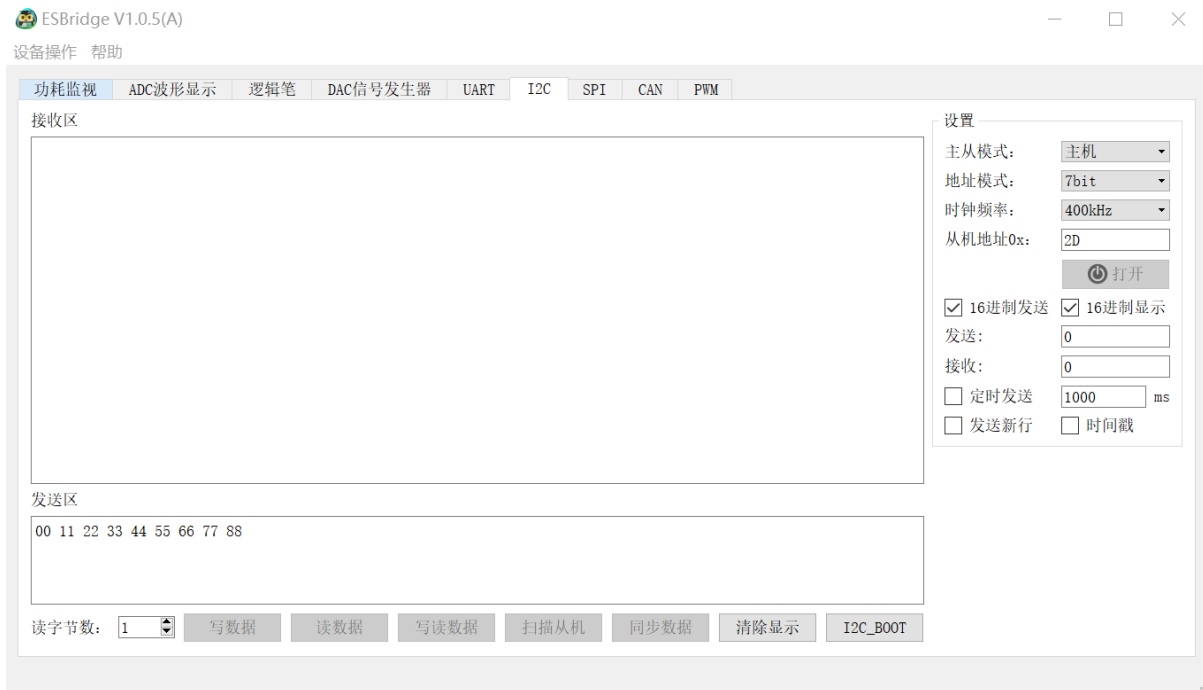 ESBridge V1.0.5(A)
设备操作 帮助
功耗监视 ADC波形显示 逻辑笔 DAC信号发生器 UART I2C SPI CAN PWM
接收区
设置
主从模式： 主机
地址模式： 7bit
时钟频率： 400kHz
从机地址0x： 2D
打开
16进制发送 16进制显示
发送： 0
接收： 0
定时发送 1000 ms
发送新行 时间戳
发送区
00 11 22 33 44 55 66 77 88
读字节数： 1 写数据 读数据 写读数据 扫描从机 同步数据 清除显示 I2C_BOOT